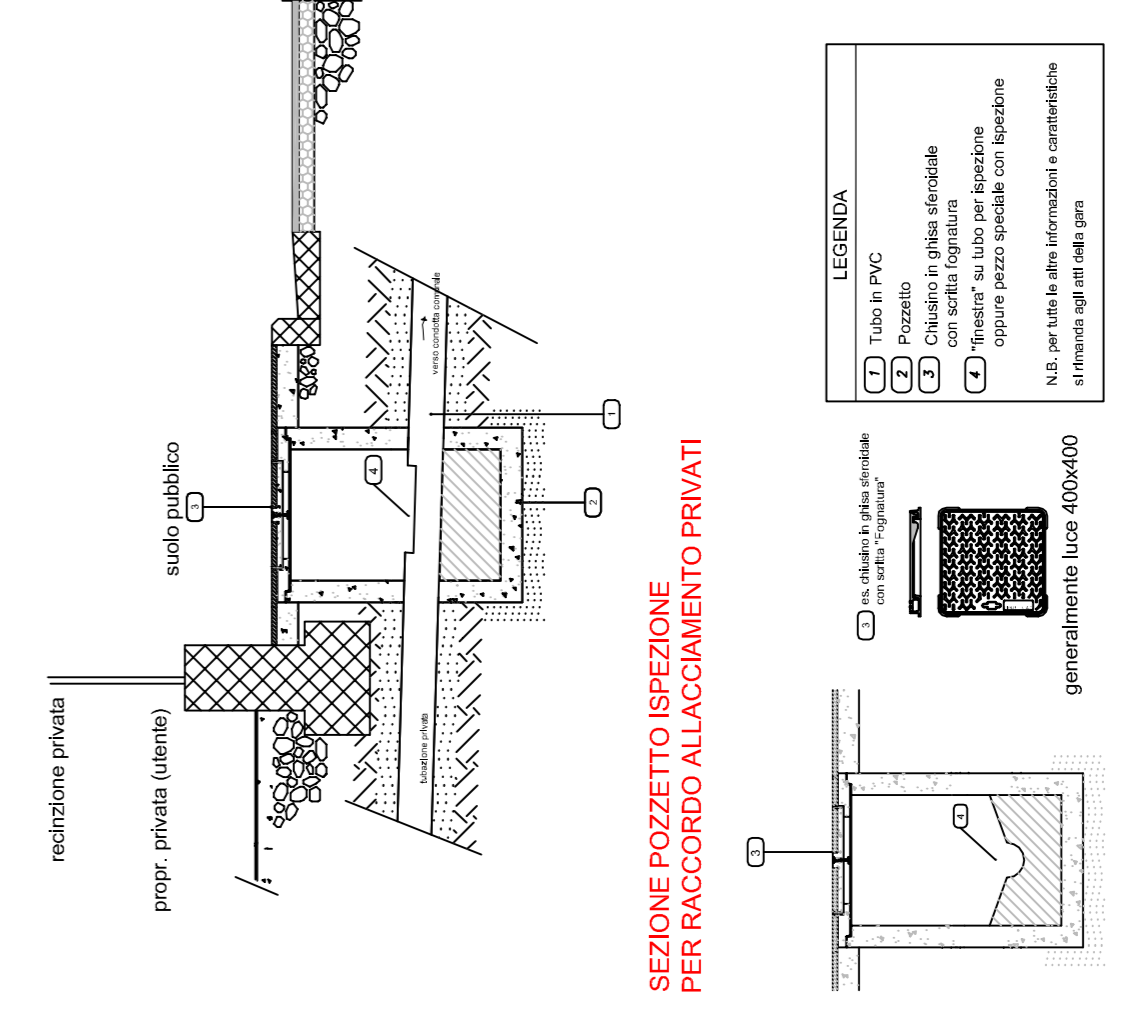 recinzione privata
propr. privata (utente)
suolo pubblico
3
4
tubazione privata
verso condotta comunale
1
2
SEZIONE POZZETTO ISPEZIONE
PER RACCORDO ALLACCIAMENTO PRIVATI
3
4
3 es. chiusino in ghisa sferoidale
con scritta "Fognatura"
generalmente luce 400x400
LEGENDA
1 Tubo in PVC
2 Pozzetto
3 Chiusino in ghisa sferoidale
con scritta fognatura
4 "finestra" su tubo per ispezione
oppure pezzo speciale con ispezione
N.B. per tutte le altre informazioni e caratteristiche
si rimanda agli atti della gara